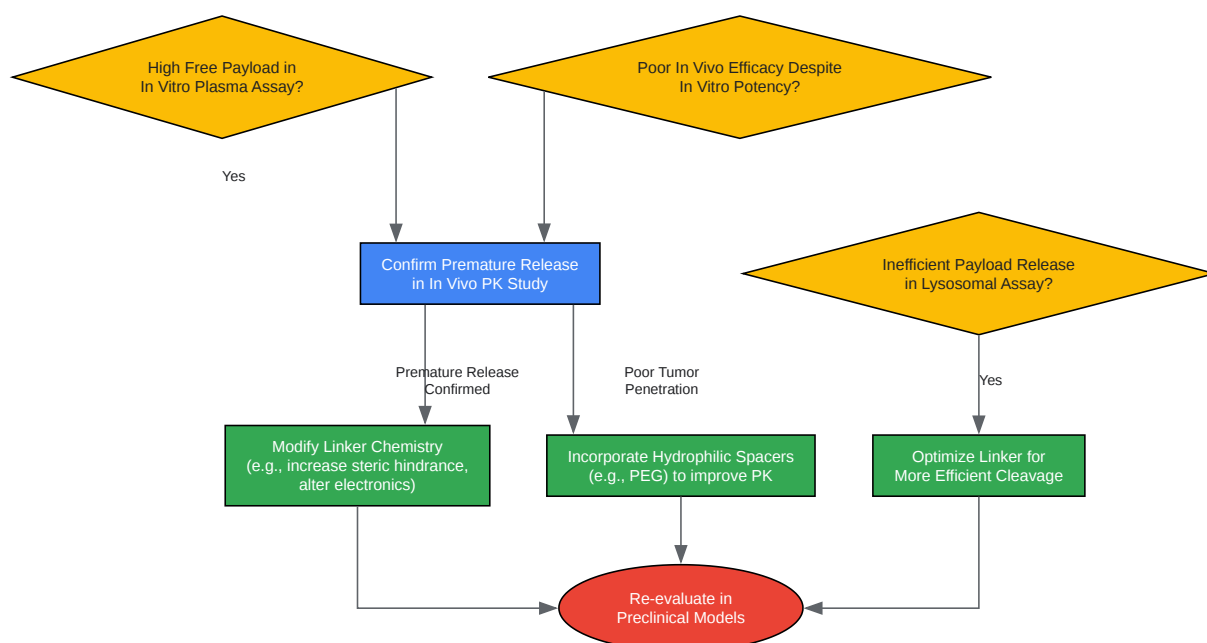 High Free Payload in
In Vitro Plasma Assay?
Poor In Vivo Efficacy Despite
In Vitro Potency?
Yes
Confirm Premature Release
in In Vivo PK Study
Inefficient Payload Release
in Lysosomal Assay?
Premature Release
Confirmed
Poor Tumor
Penetration
Yes
Modify Linker Chemistry
(e.g., increase steric hindrance,
alter electronics)
Incorporate Hydrophilic Spacers
(e.g., PEG) to improve PK
Optimize Linker for
More Efficient Cleavage
Re-evaluate in
Preclinical Models